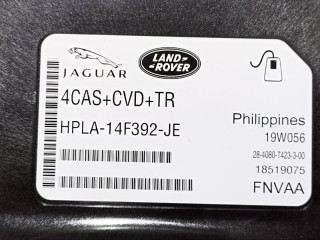 JAGUAR
LAND-
ROVER
4CAS+CVD+TR
HPLA-14F392-JE
Philippines
19W056
28-4080-7423-3-00
18519075
FNVAA